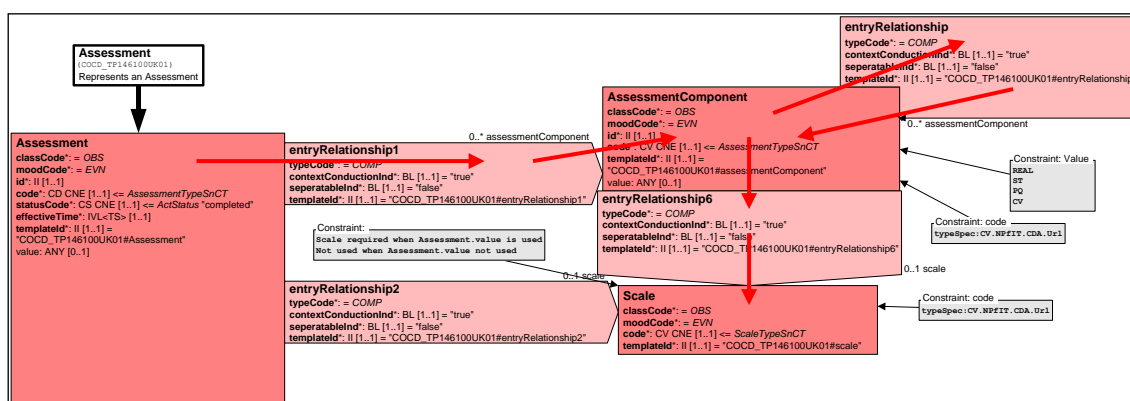 Assessment
(COCD_TP146100UK01)
Represents an Assessment
entryRelationship
typeCode*: = COMP
contextConductionInd*: BL [1..1] = "true"
seperatableInd*: BL [1..1] = "false"
templateId*: II [1..1] = "COCD_TP146100UK01#entryRelationship
0..* assessmentComponent
Assessment
classCode*: = OBS
moodCode*: = EVN
id*: II [1..1]
code*: CD CNE [1..1] <= AssessmentTypeSnCT
statusCode*: CS CNE [1..1] <= ActStatus "completed"
effectiveTime*: IVL<TS> [1..1]
templateId*: II [1..1] =
"COCD_TP146100UK01#Assessment"
value: ANY [0..1]
0..* assessmentComponent
entryRelationship1
typeCode*: = COMP
contextConductionInd*: BL [1..1] = "true"
seperatableInd*: BL [1..1] = "false"
templateId*: II [1..1] = "COCD_TP146100UK01#entryRelationship1"
AssessmentComponent
classCode*: = OBS
moodCode*: = EVN
id*: II [1..1]
code*: CV CNE [1..1] <= AssessmentTypeSnCT
templateId*: II [1..1] =
"COCD_TP146100UK01#assessmentComponent"
value: ANY [0..1]
Constraint: Value
REAL
ST
PQ
CV
Constraint: code
typeSpec:CV.NPfIT.CDA.Url
entryRelationship6
typeCode*: = COMP
contextConductionInd*: BL [1..1] = "true"
seperatableInd*: BL [1..1] = "false"
templateId*: II [1..1] = "COCD_TP146100UK01#entryRelationship6"
0..1 scale
Constraint:
Scale required when Assessment.value is used
Not used when Assessment.value not used
0..1 scale
entryRelationship2
typeCode*: = COMP
contextConductionInd*: BL [1..1] = "true"
seperatableInd*: BL [1..1] = "false"
templateId*: II [1..1] = "COCD_TP146100UK01#entryRelationship2"
Scale
classCode*: = OBS
moodCode*: = EVN
code*: CV CNE [1..1] <= ScaleTypeSnCT
templateId*: II [1..1] = "COCD_TP146100UK01#scale"
Constraint: code
typeSpec:CV.NPfIT.CDA.Url